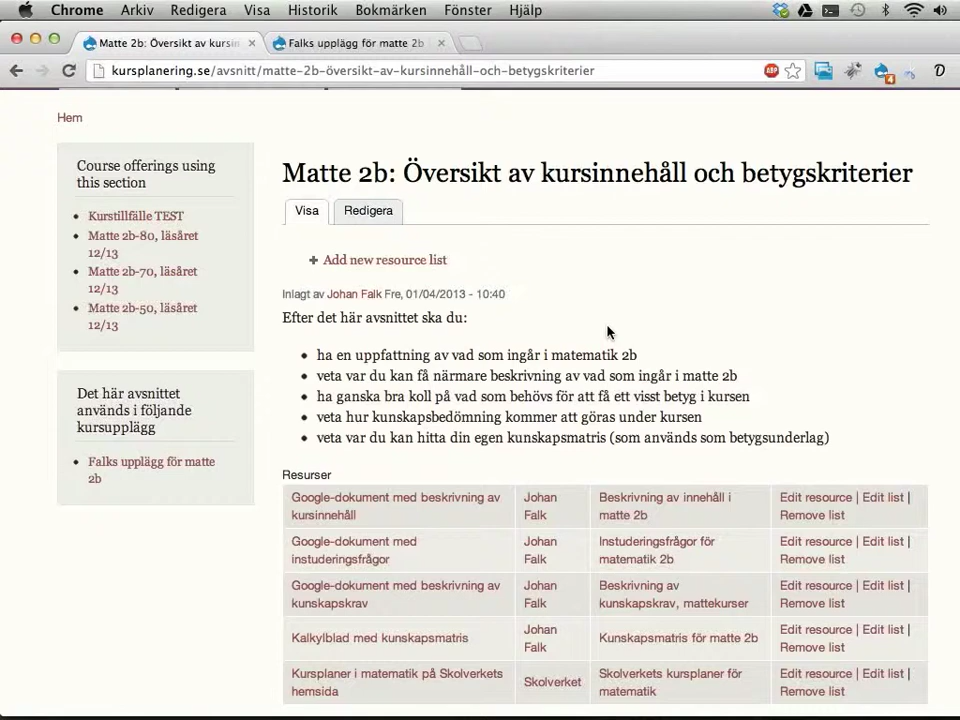 Chrome Arkiv Redigera Visa Historik Bokmärken Fönster Hjälp
Matte 2b: Översikt av kursin
Falks upplägg för matte 2b
kursplanering.se/avsnitt/matte-2b-översikt-av-kursinnehåll-och-betygskriterier
ABP
4
D
Hem
Course offerings using
this section
Kurstillfälle TEST
Matte 2b-80, läsåret
12/13
Matte 2b-70, läsåret
12/13
Matte 2b-50, läsåret
12/13
Det här avsnittet
används i följande
kursupplägg
Falks upplägg för matte
2b
Matte 2b: Översikt av kursinnehåll och betygskriterier
Visa Redigera
+ Add new resource list
Inlagt av Johan Falk Fre, 01/04/2013 - 10:40
Efter det här avsnittet ska du:
• ha en uppfattning av vad som ingår i matematik 2b
• veta var du kan få närmare beskrivning av vad som ingår i matte 2b
• ha ganska bra koll på vad som behövs för att få ett visst betyg i kursen
• veta hur kunskapsbedömning kommer att göras under kursen
• veta var du kan hitta din egen kunskapsmatris (som används som betygsunderlag)
Resurser
Google-dokument med beskrivning av Johan Beskrivning av innehåll i Edit resource | Edit list |
kursinnehåll Falk matte 2b Remove list
Google-dokument med Johan Instuderingsfrågor för Edit resource | Edit list |
instuderingsfrågor Falk matematik 2b Remove list
Google-dokument med beskrivning av Johan Beskrivning av Edit resource | Edit list |
kunskapskrav Falk kunskapskrav, mattekurser Remove list
Kalkylblad med kunskapsmatris Johan Falk Kunskapsmatris för matte 2b Edit resource | Edit list |
Remove list
Kursplaner i matematik på Skolverkets Skolverket Skolverkets kursplaner för Edit resource | Edit list |
hemsida matematik Remove list